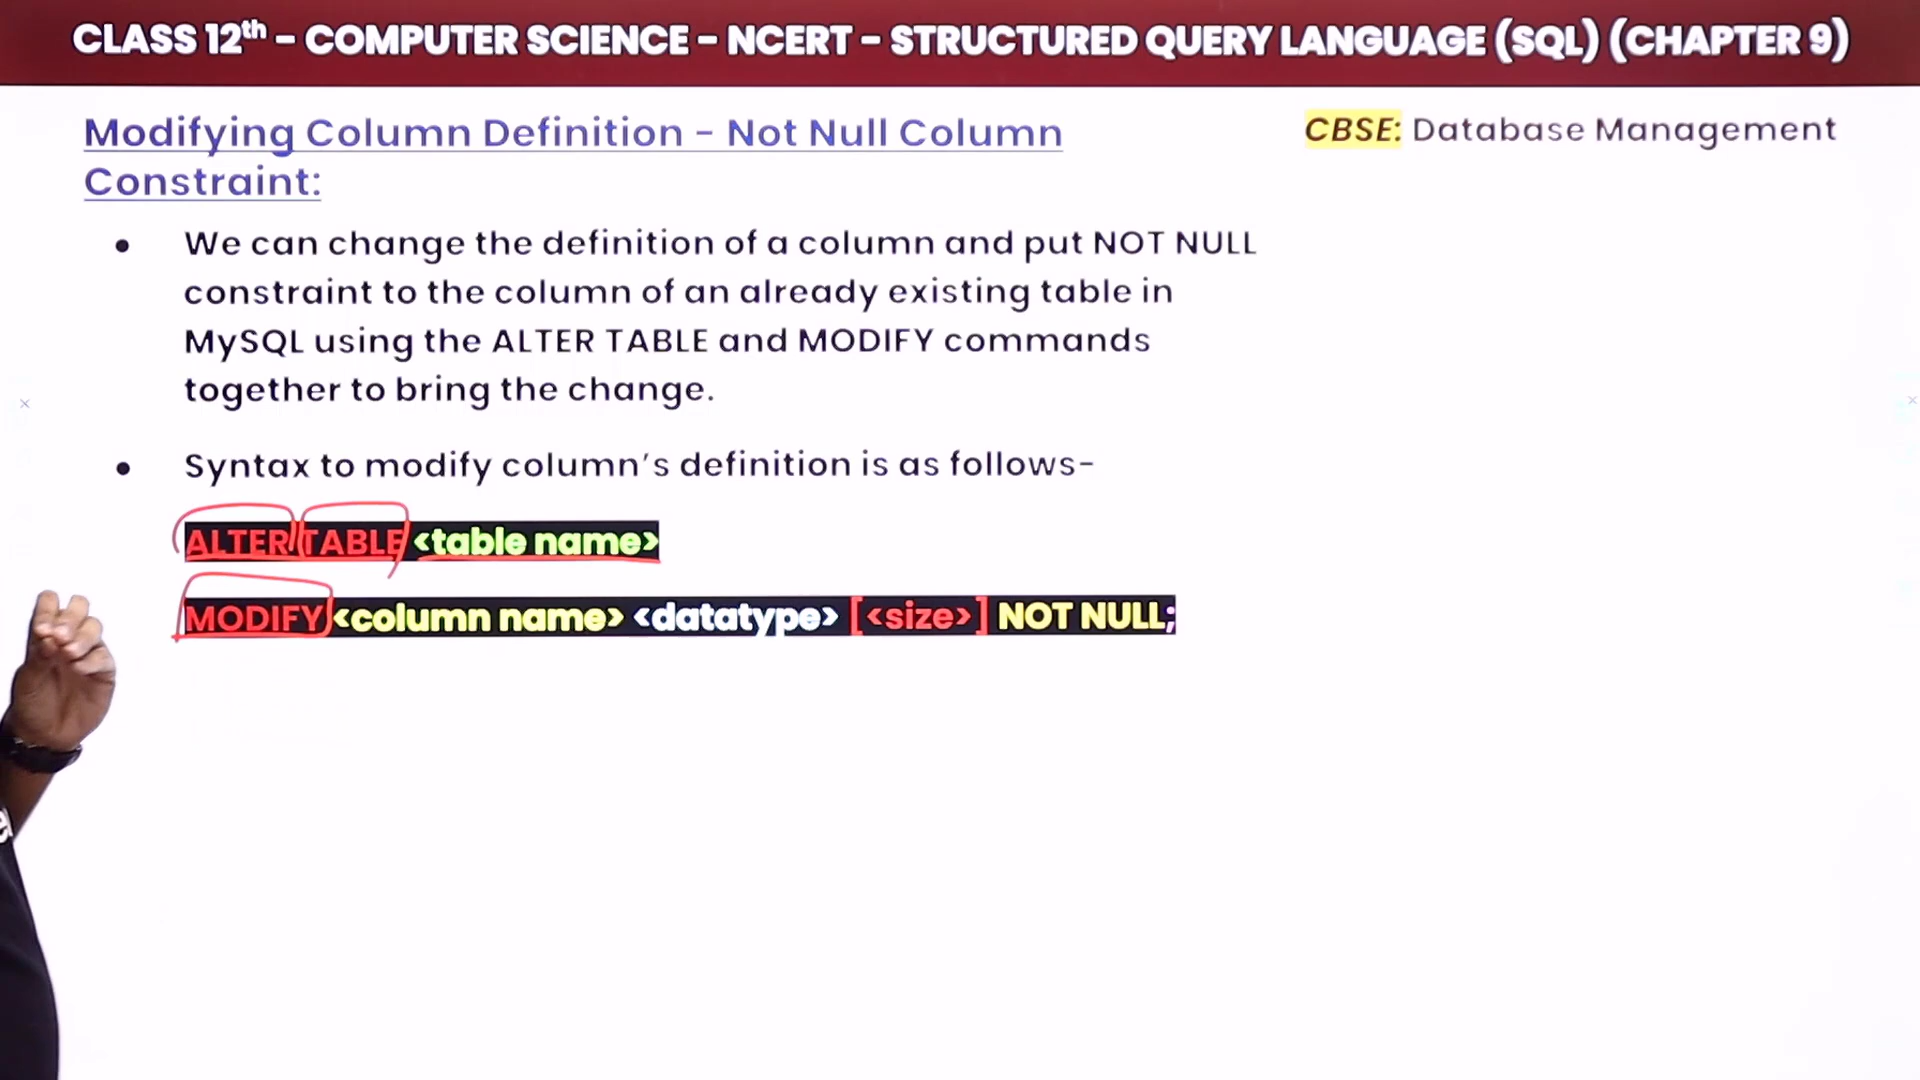 CLASS 12th – COMPUTER SCIENCE – NCERT – STRUCTURED QUERY LANGUAGE (SQL) (CHAPTER 9)
Modifying Column Definition - Not Null Column
Constraint:
CBSE: Database Management
• We can change the definition of a column and put NOT NULL
constraint to the column of an already existing table in
MySQL using the ALTER TABLE and MODIFY commands
together to bring the change.
• Syntax to modify column's definition is as follows-
ALTER TABLE <table name>
MODIFY <column name> <datatype> [<size>] NOT NULL;